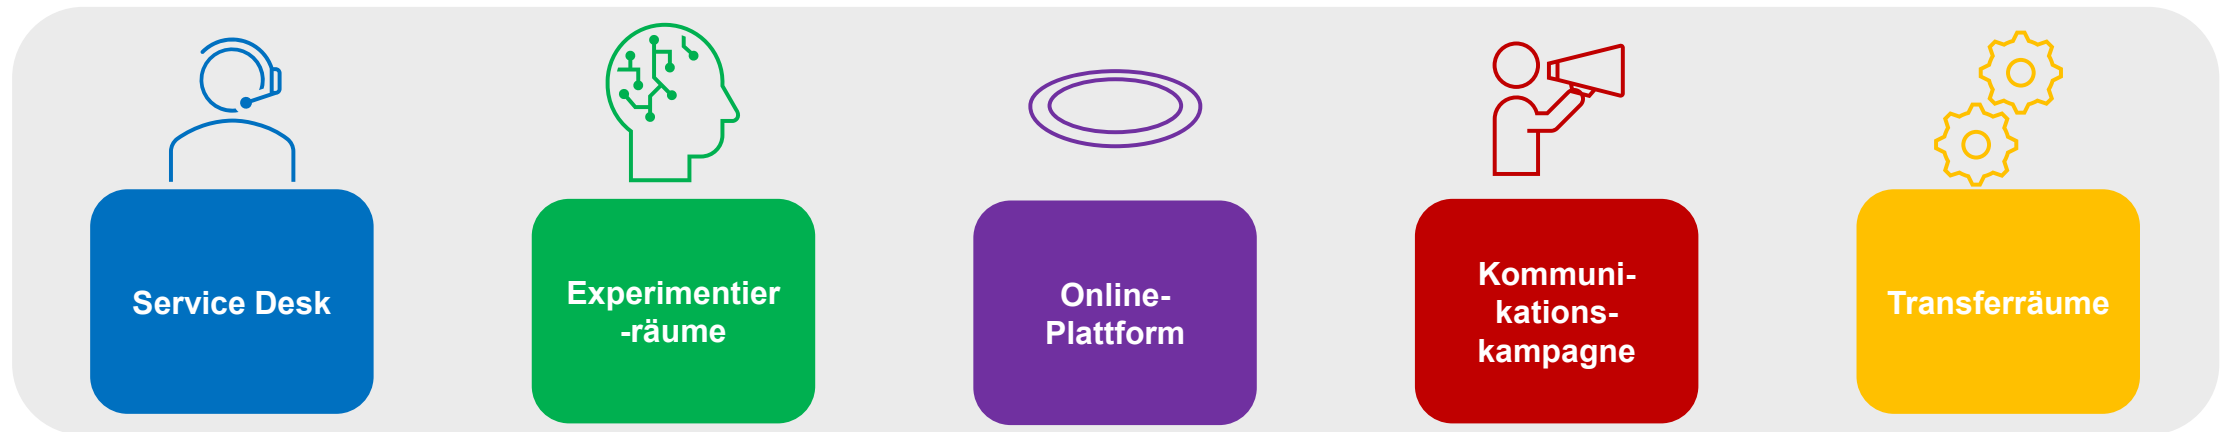 Service Desk
Experimentier
-räume
Online-
Plattform
Kommuni-
kations-
kampagne
Transferräume